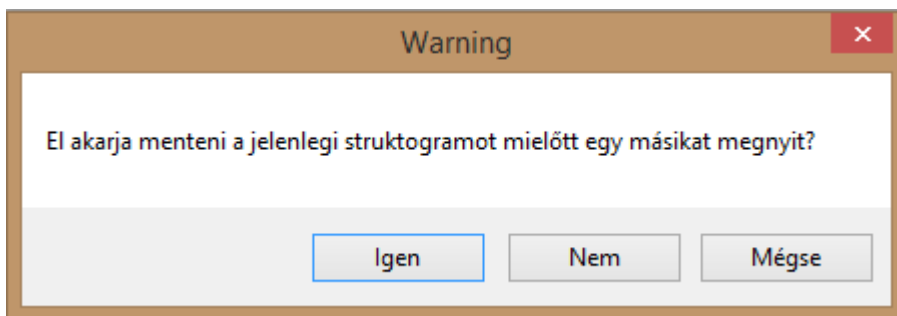 Warning
El akarja menteni a jelenlegi struktogramot mielőtt egy másikat megnyit?
Igen
Nem
Mégse